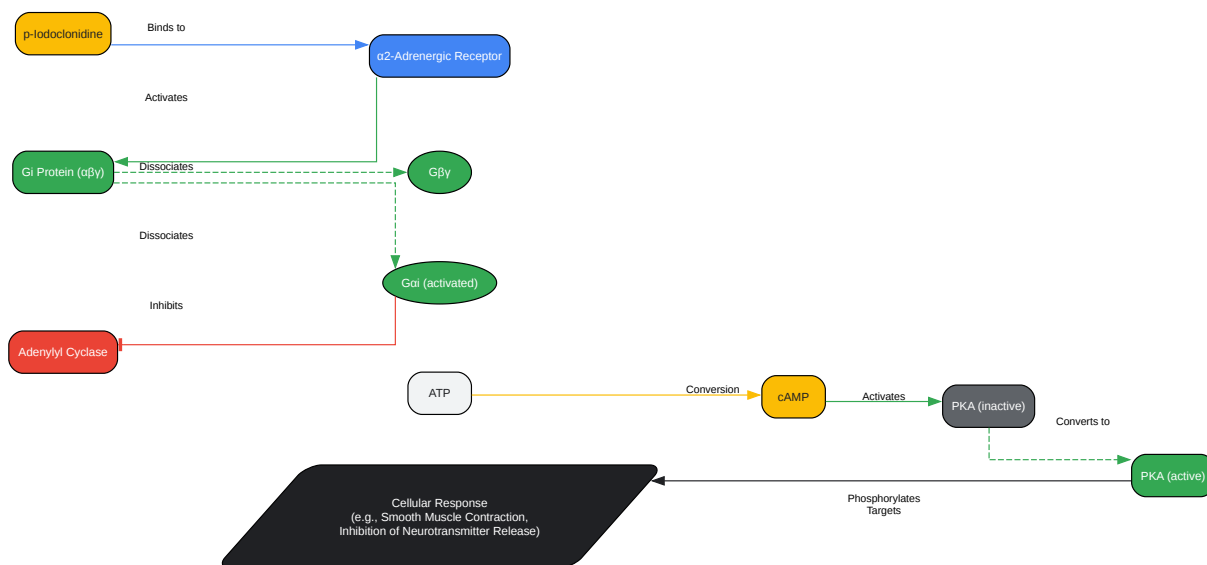 p-Iodoclonidine
Binds to
α2-Adrenergic Receptor
Activates
Gi Protein (αβγ)
Dissociates
Gβγ
Dissociates
Gαi (activated)
Inhibits
Adenylyl Cyclase
ATP
Conversion
cAMP
Activates
PKA (inactive)
Converts to
PKA (active)
Phosphorylates
Targets
Cellular Response
(e.g., Smooth Muscle Contraction,
Inhibition of Neurotransmitter Release)